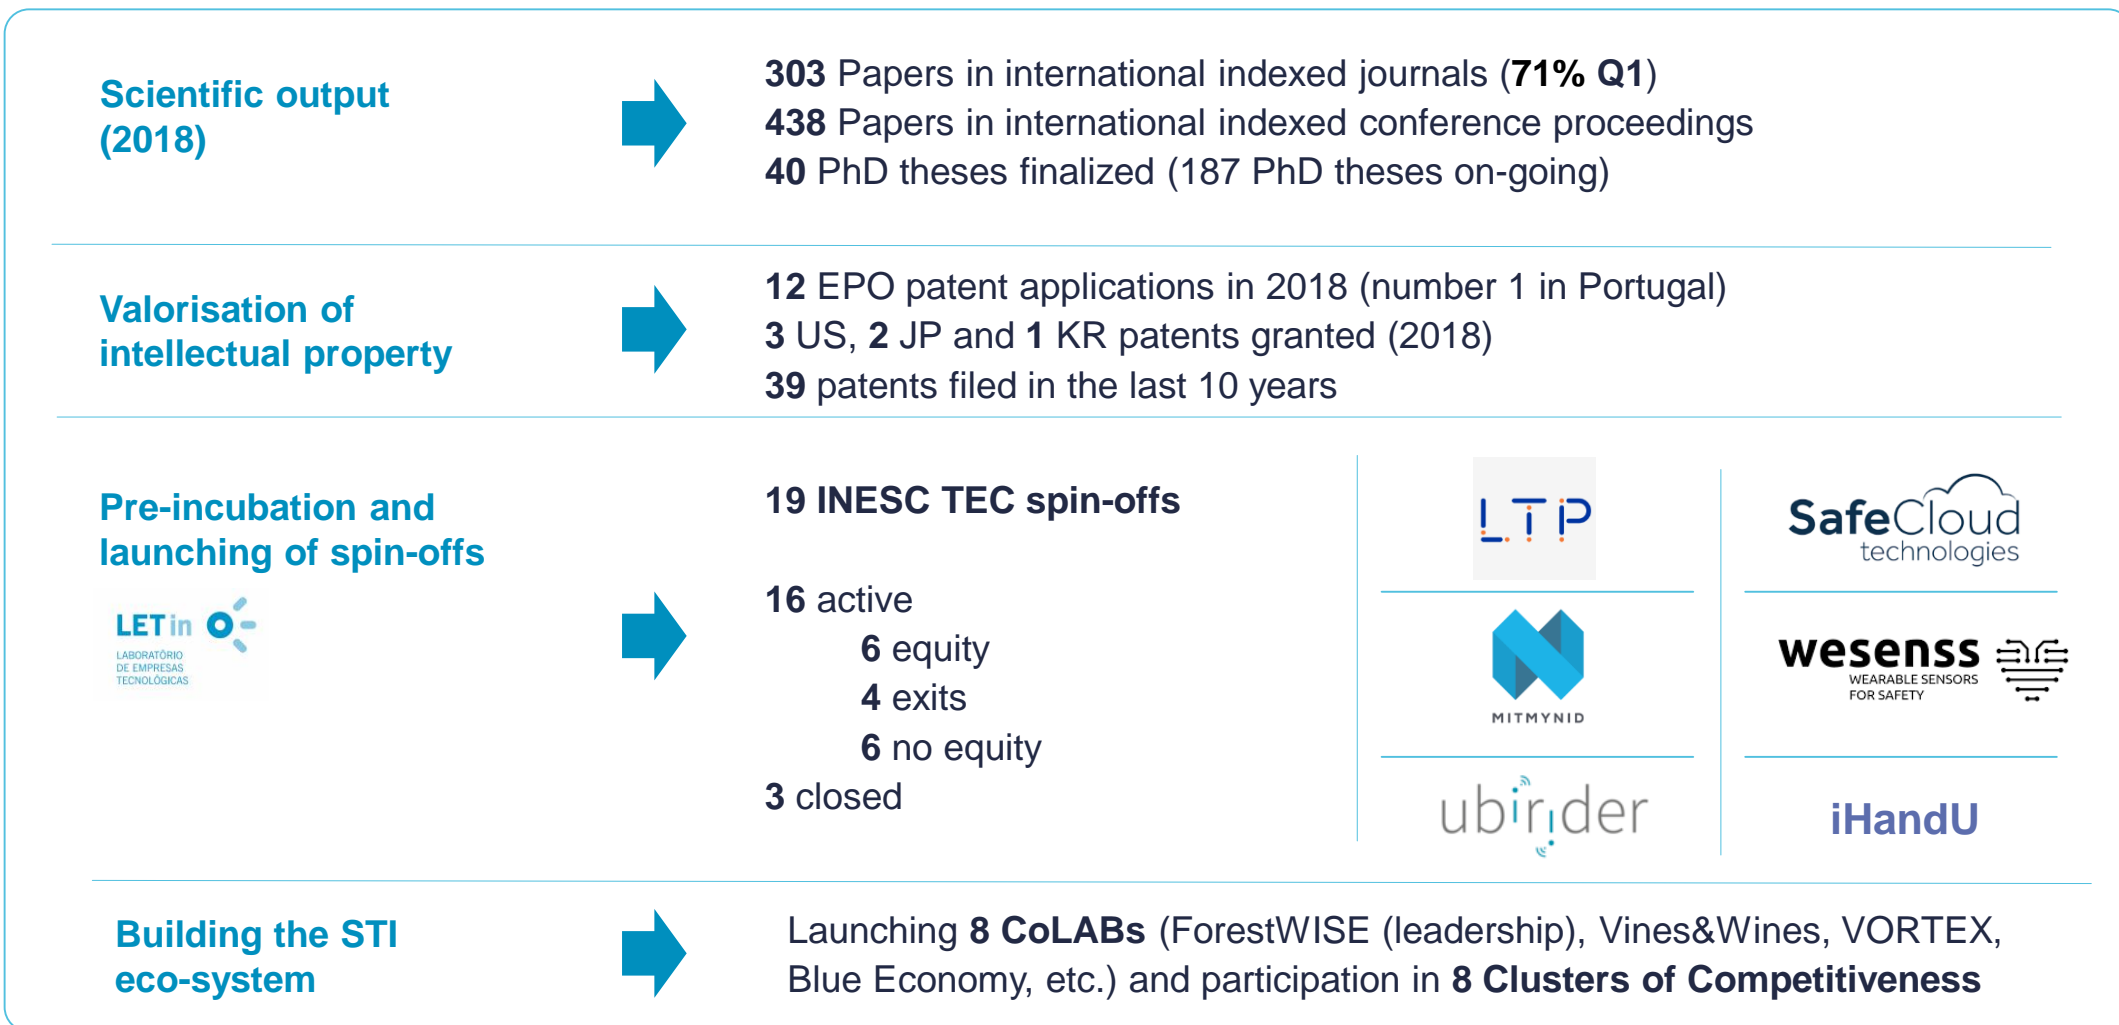 Scientific output
(2018)
303 Papers in international indexed journals (71% Q1)
438 Papers in international indexed conference proceedings
40 PhD theses finalized (187 PhD theses on-going)
Valorisation of
intellectual property
12 EPO patent applications in 2018 (number 1 in Portugal)
3 US, 2 JP and 1 KR patents granted (2018)
39 patents filed in the last 10 years
Pre-incubation and
launching of spin-offs
LETin
LABORATÓRIO
DE EMPRESAS
TECNOLÓGICAS
19 INESC TEC spin-offs
16 active
6 equity
4 exits
6 no equity
3 closed
LTP
SafeCloud
technologies
MITMYNID
wesenss
WEARABLE SENSORS
FOR SAFETY
ubirider
iHandU
Building the STI
eco-system
Launching 8 CoLABs (ForestWISE (leadership), Vines&Wines, VORTEX,
Blue Economy, etc.) and participation in 8 Clusters of Competitiveness